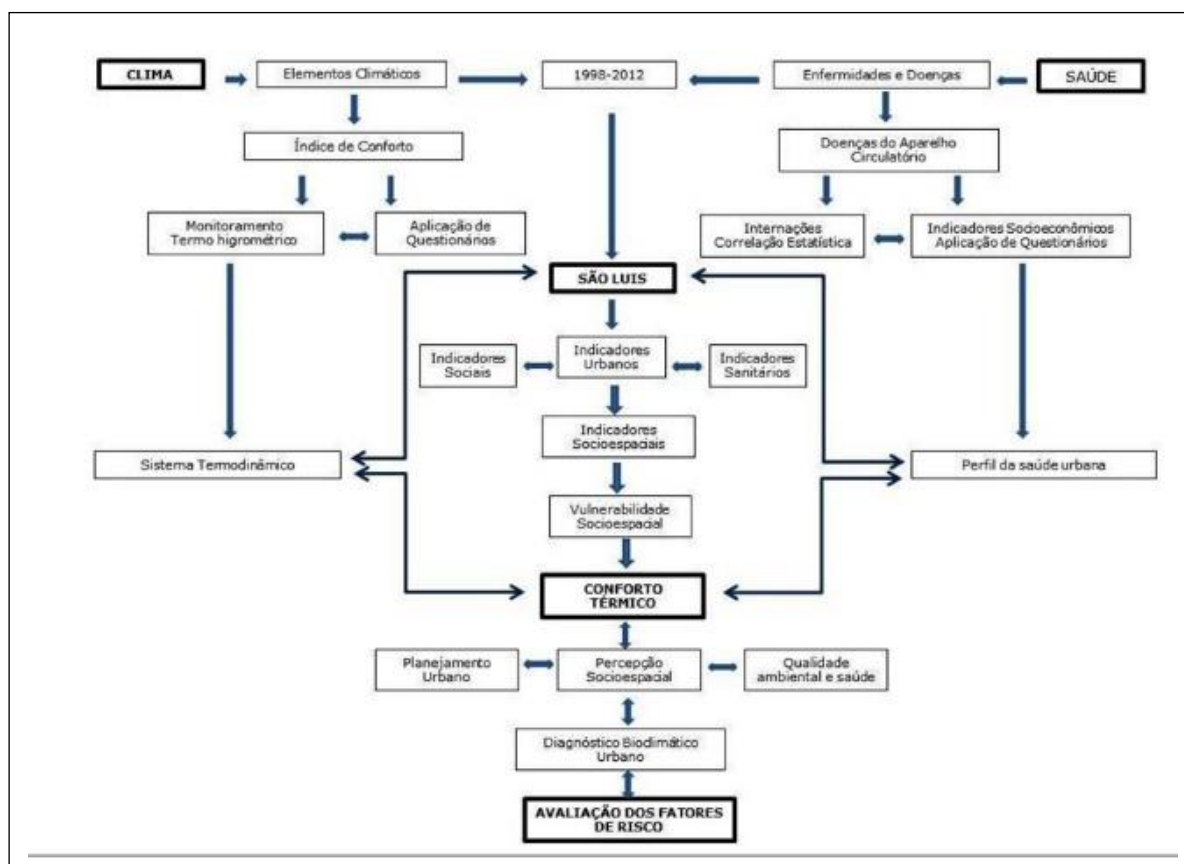 CLIMA
Elementos Climáticos
1998-2012
Enfermidades e Doenças
SAÚDE
Índice de Conforto
Doenças do Aparelho
Circulatório
Monitoramento
Termo higrométrico
Aplicação de
Questionários
Internações
Correlação Estatística
Indicadores Socioeconômicos
Aplicação de Questionários
SÃO LUIS
Indicadores
Sociais
Indicadores
Urbanos
Indicadores
Sanitários
Indicadores
Socioespaciais
Sistema Termodinâmico
Perfil da saúde urbana
Vulnerabilidade
Socioespacial
CONFORTO
TÉRMICO
Planejamento
Urbano
Percepção
Socioespacial
Qualidade
ambiental e saúde
Diagnóstico Biodimático
Urbano
AVALIAÇÃO DOS FATORES
DE RISCO